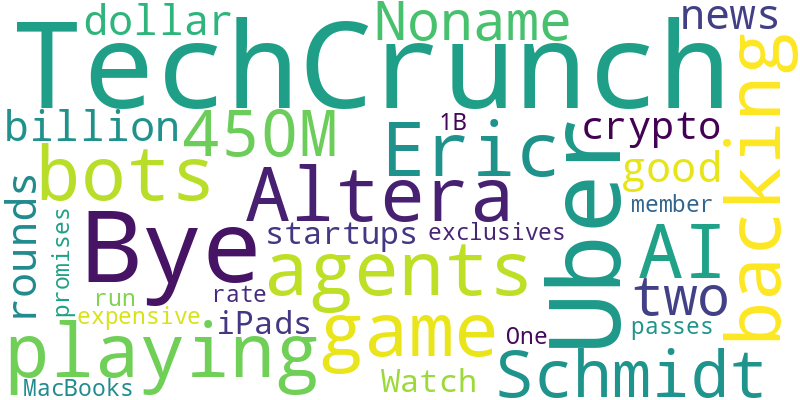 dollar
Noname
news
TechCrunch
backing
billion
450M
Eric
1B
crypto
bots
Altera
Uber
good
rounds
Bye
startups
exclusives
member
AI
promises
agents
run
rate
two
expensive
iPads
game
One
passes
playing
MacBooks
Watch
Schmidt